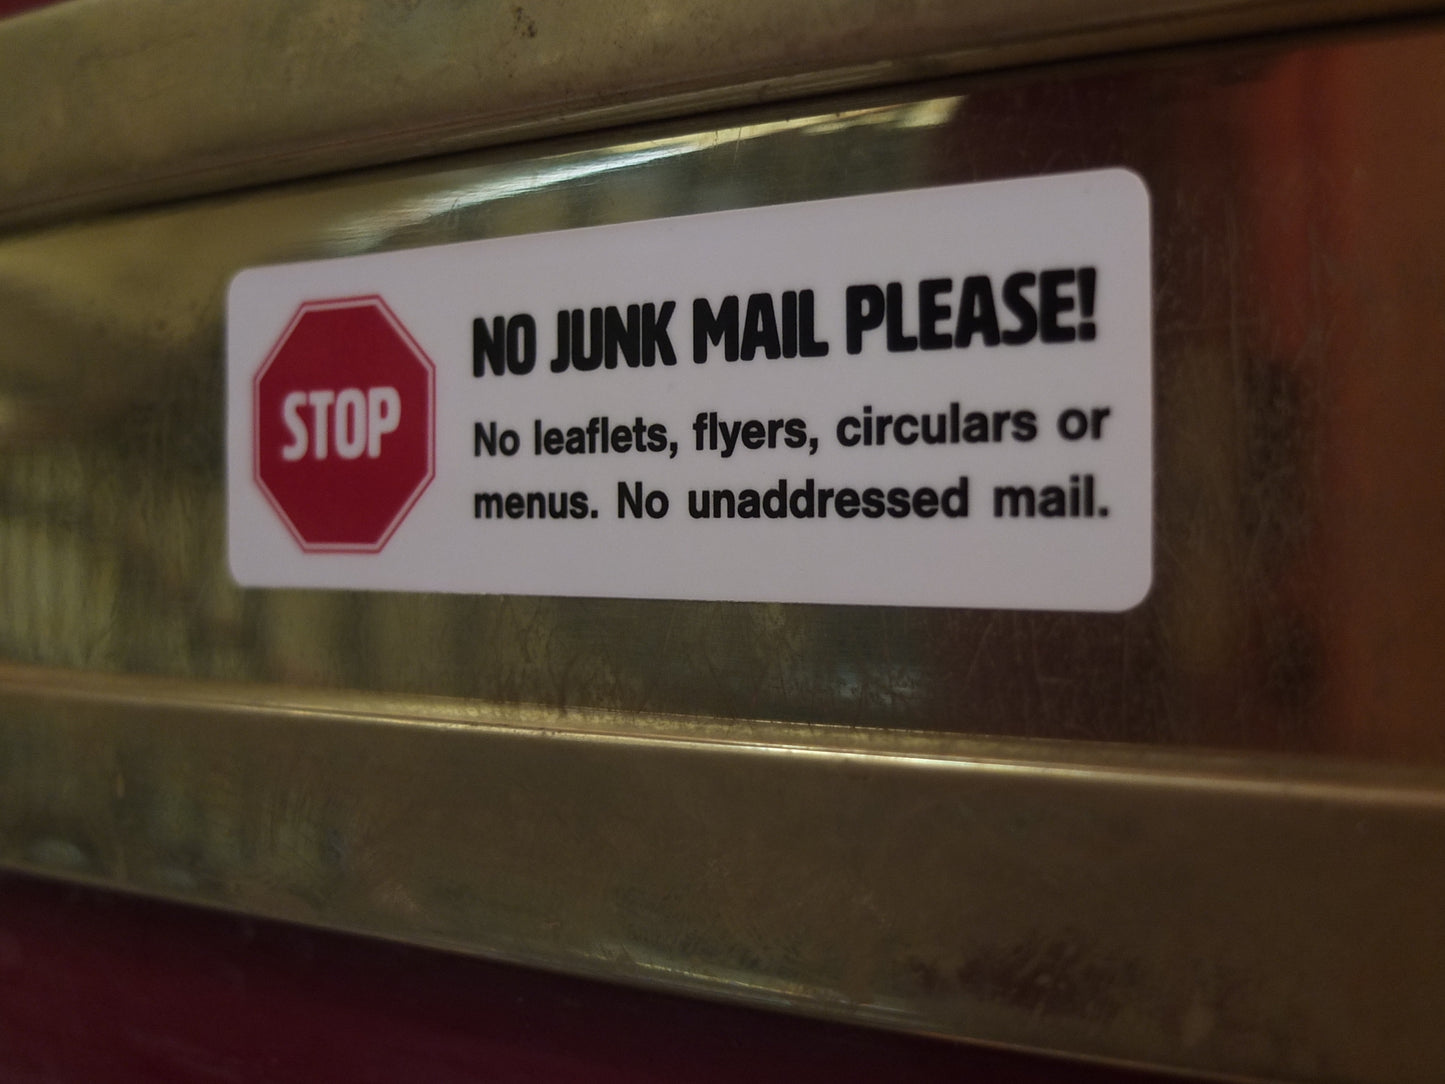 STOP
NO JUNK MAIL PLEASE!
No leaflets, flyers, circulars or
menus. No unaddressed mail.